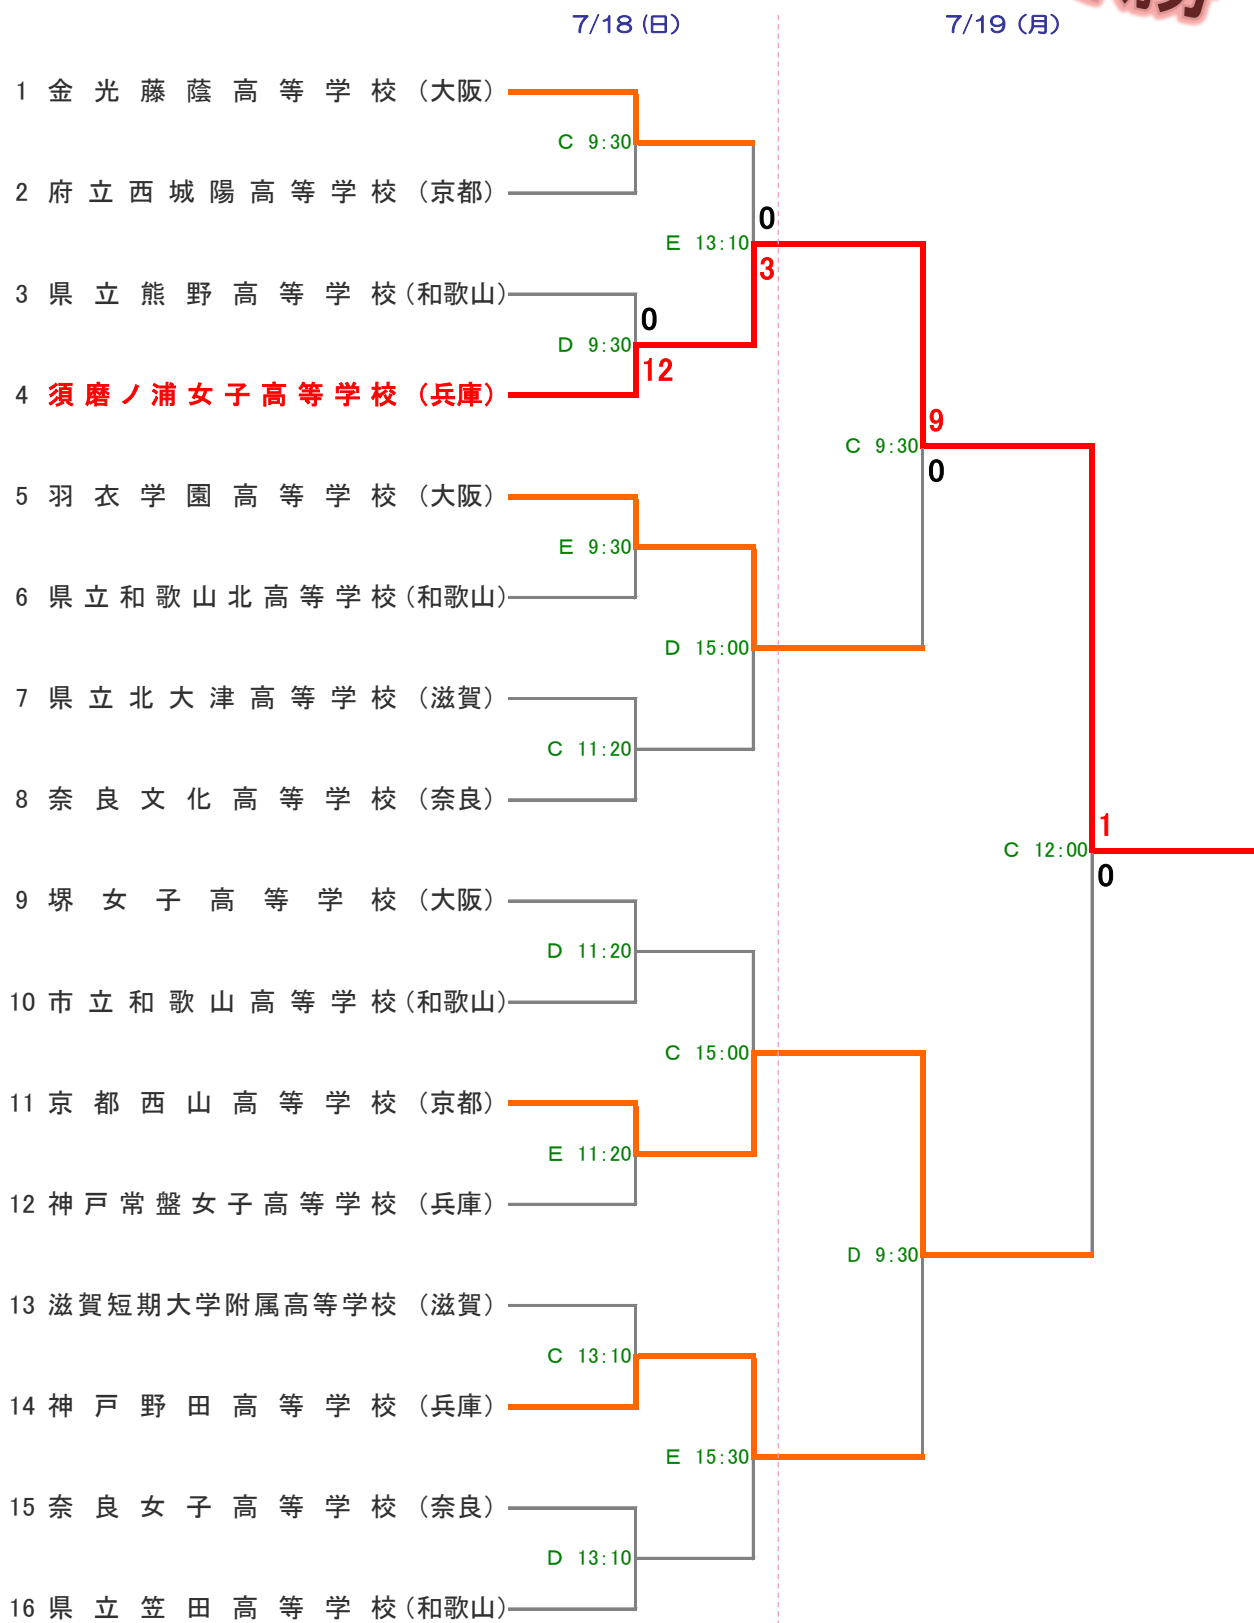 7/18（日）
7/19（月）
1 金光藤蔭高等学校（大阪）
C 9:30
2 府立西城陽高等学校（京都）
0
E 13:10
3
3 県立熊野高等学校（和歌山）
0
D 9:30
12
4 須磨ノ浦女子高等学校（兵庫）
9
C 9:30
0
5 羽衣学園高等学校（大阪）
E 9:30
6 県立和歌山北高等学校（和歌山）
D 15:00
7 県立北大津高等学校（滋賀）
C 11:20
8 奈良文化高等学校（奈良）
1
C 12:00
0
9 堺女子高等学校（大阪）
D 11:20
10 市立和歌山高等学校（和歌山）
C 15:00
11 京都西山高等学校（京都）
E 11:20
12 神戸常盤女子高等学校（兵庫）
D 9:30
13 滋賀短期大学附属高等学校（滋賀）
C 13:10
14 神戸野田高等学校（兵庫）
E 15:30
15 奈良女子高等学校（奈良）
D 13:10
16 県立笠田高等学校（和歌山）